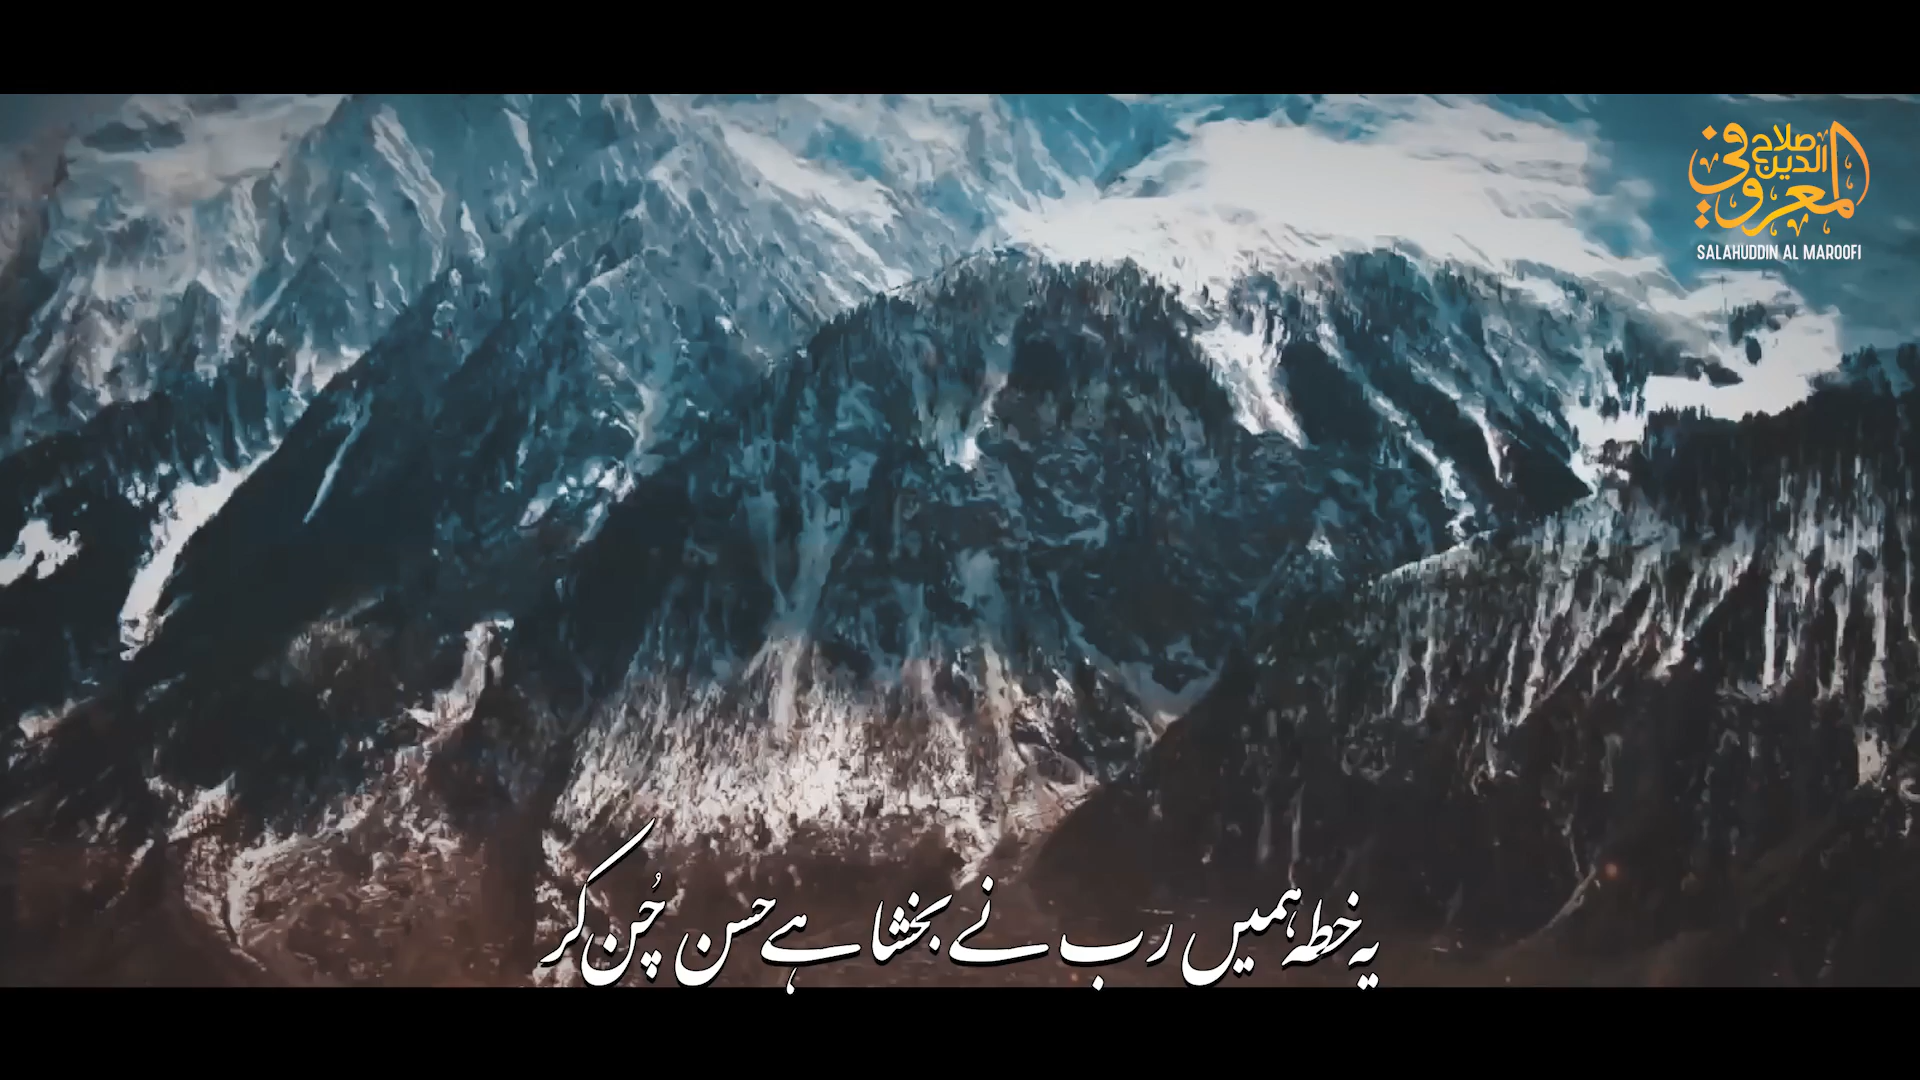 صلاح الدین المعروفی
SALAHUDDIN AL MAROOFI
یہ خطہ ہمیں رب نے بخشا ہے حسن چُن کر